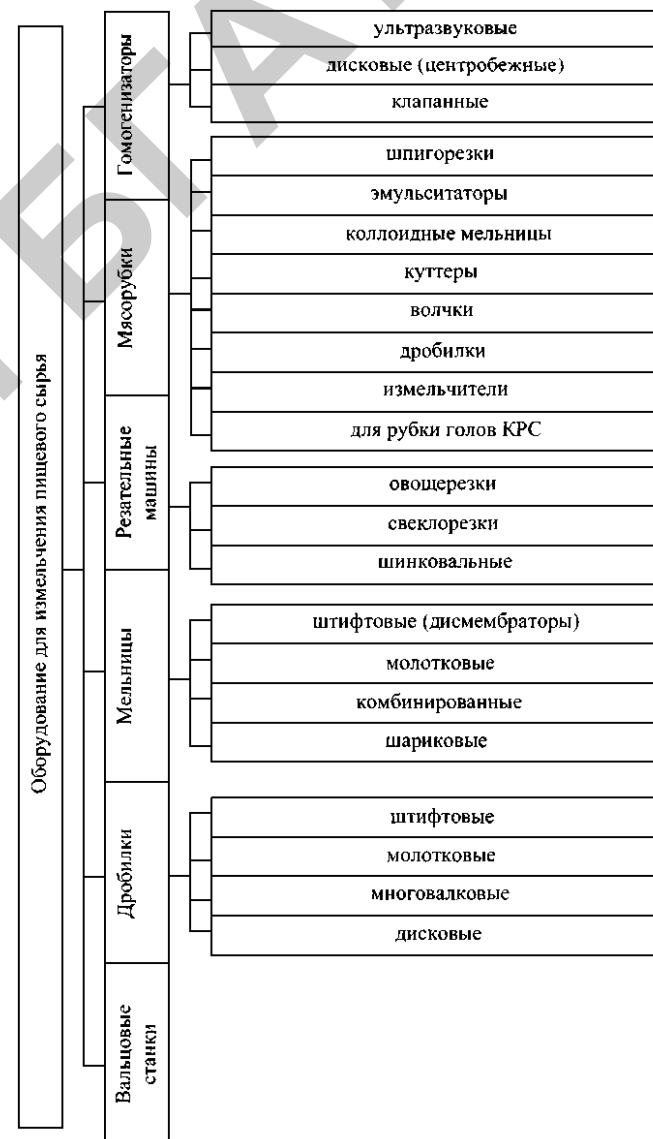 Оборудование для измельчения пищевого сырья
Гомогенизаторы
ультразвуковые
дисковые (центробежные)
клапанные
Мясорубки
шпигорезки
эмульситаторы
коллоидные мельницы
куттеры
волчки
дробилки
измельчители
для рубки голов КРС
Резательные
машины
овощерезки
свеклорезки
шинковальные
Мельницы
штифтовые (дисмембраторы)
молотковые
комбинированные
шариковые
Дробилки
штифтовые
молотковые
многовалковые
дисковые
Вальцовые
станки